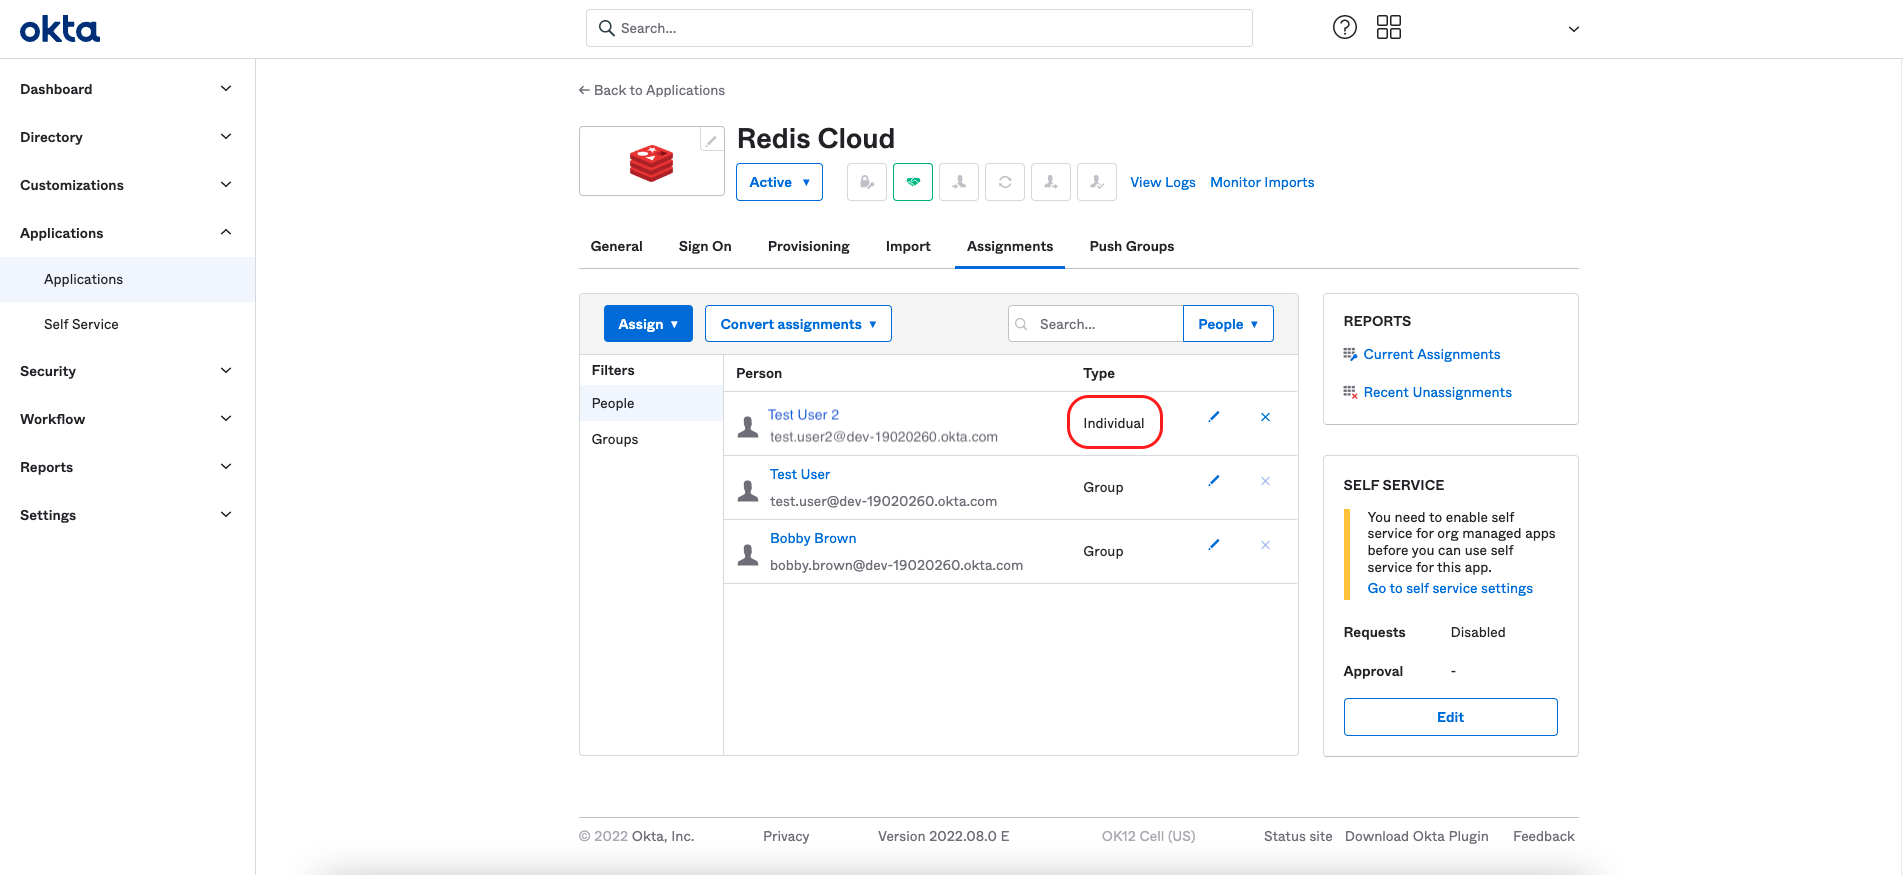 okta
Search...
Dashboard
Directory
Customizations
Applications
Applications
Self Service
Security
Workflow
Reports
Settings
← Back to Applications
Redis Cloud
Active ▼
View Logs
Monitor Imports
General
Sign On
Provisioning
Import
Assignments
Push Groups
Assign ▼
Convert assignments ▼
Search...
People ▼
Filters
People
Groups
Person
Type
Test User 2
test.user2@dev-19020260.okta.com
Individual
Test User
test.user@dev-19020260.okta.com
Group
Bobby Brown
bobby.brown@dev-19020260.okta.com
Group
REPORTS
Current Assignments
Recent Unassignments
SELF SERVICE
You need to enable self
service for org managed apps
before you can use self
service for this app.
Go to self service settings
Requests Disabled
Approval -
Edit
© 2022 Okta, Inc.
Privacy
Version 2022.08.0 E
OK12 Cell (US)
Status site
Download Okta Plugin
Feedback